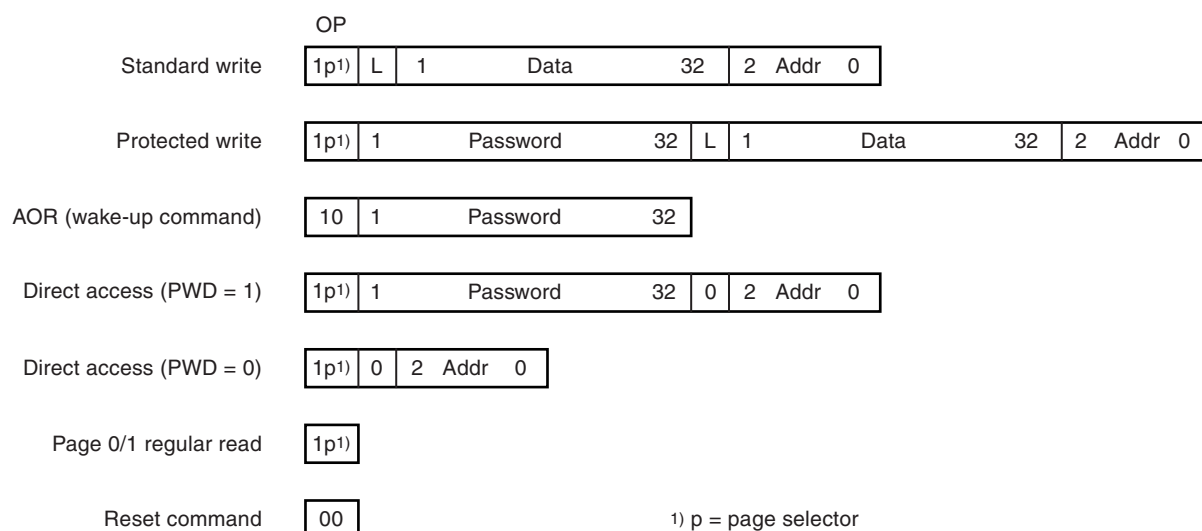 OP
Standard write 1p1) L 1 Data 32 2 Addr 0
Protected write 1p1) 1 Password 32 L 1 Data 32 2 Addr 0
AOR (wake-up command) 10 1 Password 32
Direct access (PWD = 1) 1p1) 1 Password 32 0 2 Addr 0
Direct access (PWD = 0) 1p1) 0 2 Addr 0
Page 0/1 regular read 1p1)
Reset command 00 1) p = page selector